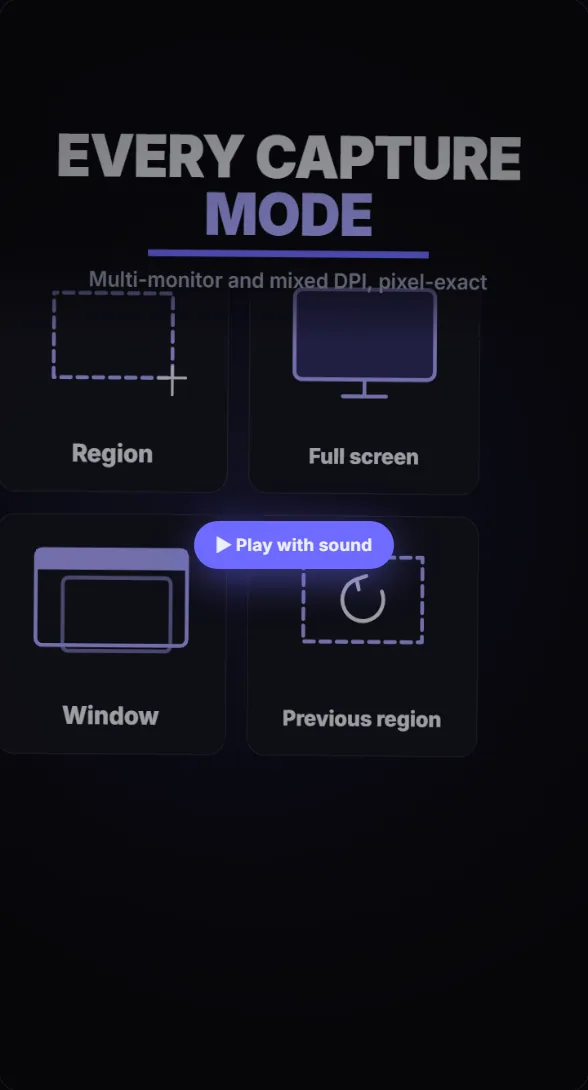 EVERY CAPTURE
MODE
Multi-monitor and mixed DPI, pixel-exact
Region
Full screen
▶ Play with sound
Window
Previous region